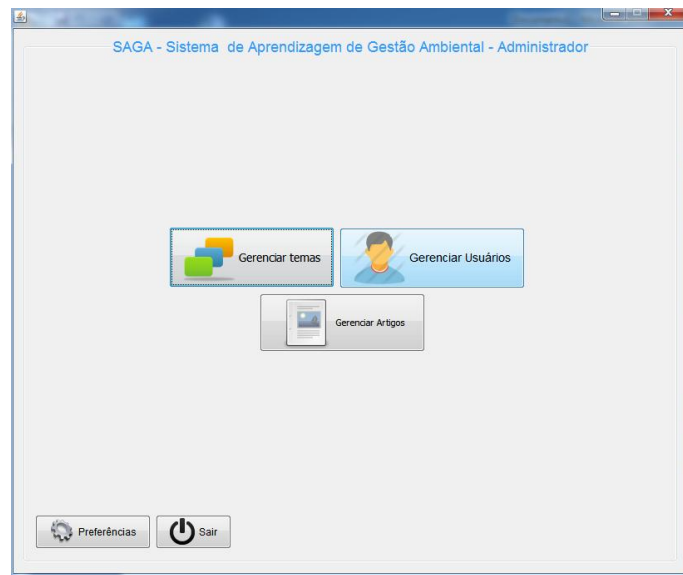 SAGA - Sistema de Aprendizagem de Gestão Ambiental - Administrador
Gerenciar temas
Gerenciar Usuários
Gerenciar Artigos
Preferências
Sair